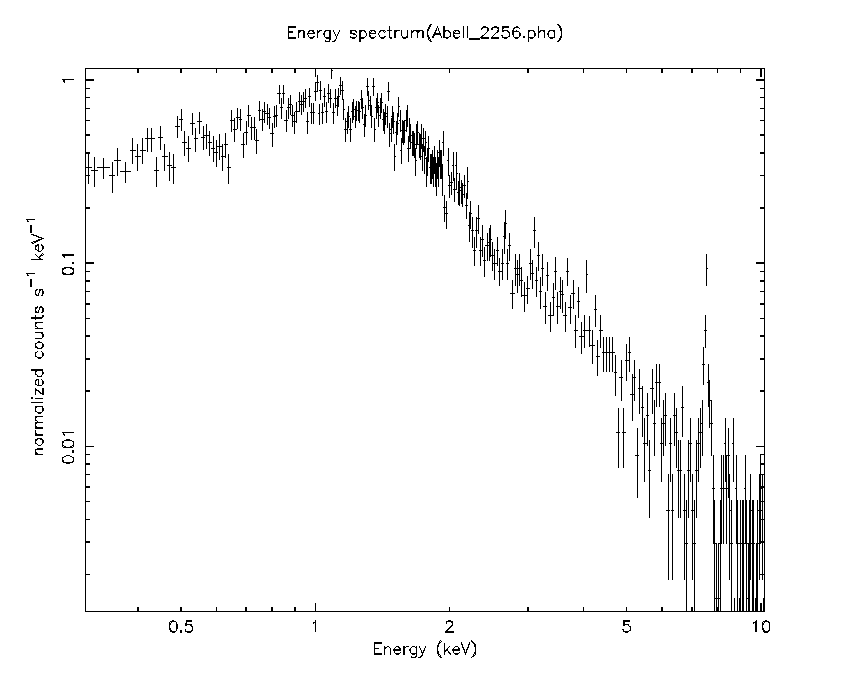 Energy spectrum(Abell_2256.pha)
1
0.1
0.01
normalized counts s⁻¹ keV⁻¹
0.5 1 2 5 10
Energy (keV)